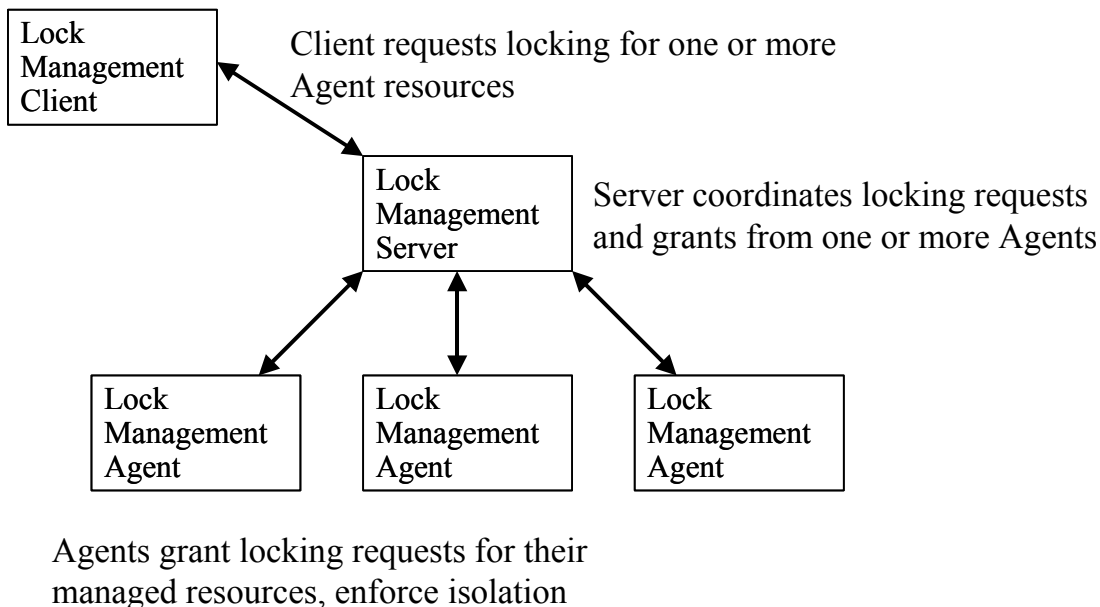 Lock
Management
Client
Client requests locking for one or more
Agent resources
Lock
Management
Server
Server coordinates locking requests
and grants from one or more Agents
Lock
Management
Agent
Lock
Management
Agent
Lock
Management
Agent
Agents grant locking requests for their
managed resources, enforce isolation